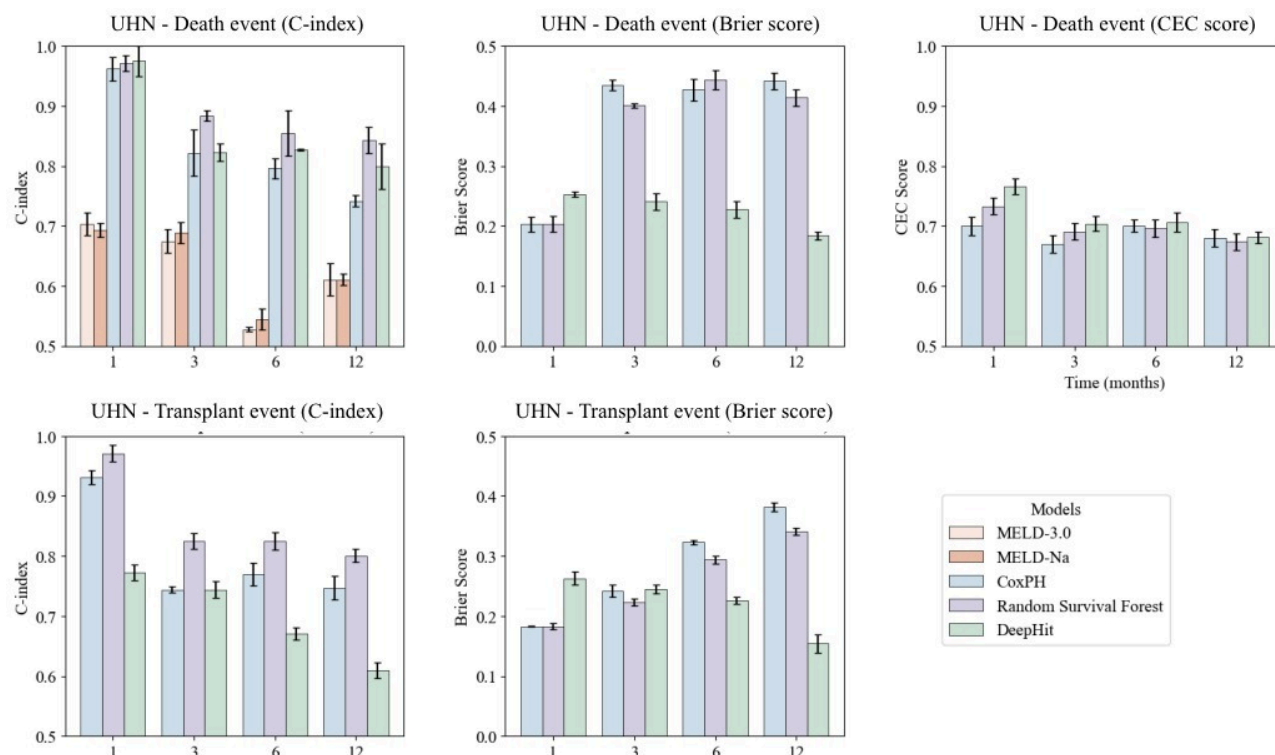 UHN - Death event (C-index)
1.0
0.9
0.8
0.7
0.6
0.5
C-index
1 3 6 12
UHN - Death event (Brier score)
0.5
0.4
0.3
0.2
0.1
0.0
Brier Score
1 3 6 12
UHN - Death event (CEC score)
1.0
0.9
0.8
0.7
0.6
0.5
CEC Score
1 3 6 12
Time (months)
UHN - Transplant event (C-index)
1.0
0.9
0.8
0.7
0.6
0.5
C-index
1 3 6 12
UHN - Transplant event (Brier score)
0.5
0.4
0.3
0.2
0.1
0.0
Brier Score
1 3 6 12
Models
MELD-3.0
MELD-Na
CoxPH
Random Survival Forest
DeepHit